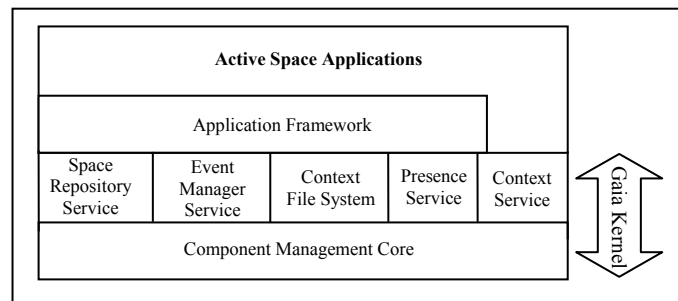 Active Space Applications
Application Framework
Space
Repository
Service
Event
Manager
Service
Context
File System
Presence
Service
Context
Service
Component Management Core
Gaia Kernel